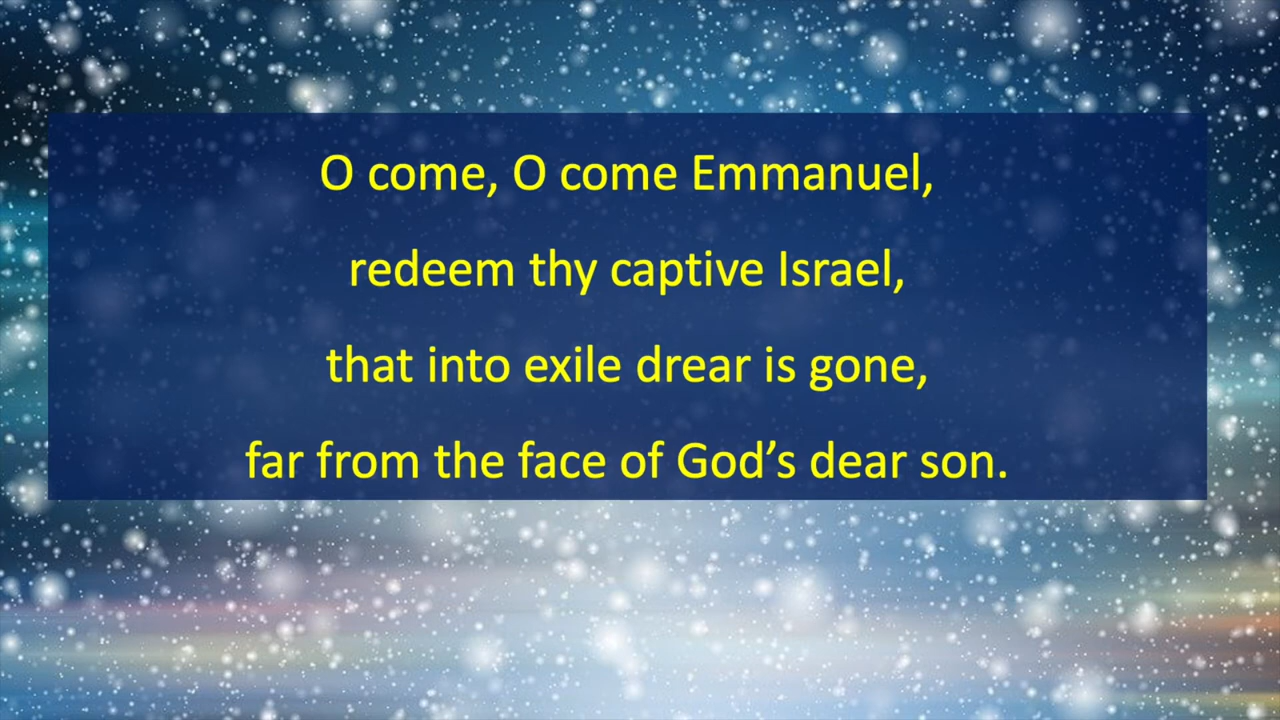 O come, O come Emmanuel,
redeem thy captive Israel,
that into exile drear is gone,
far from the face of God’s dear son.